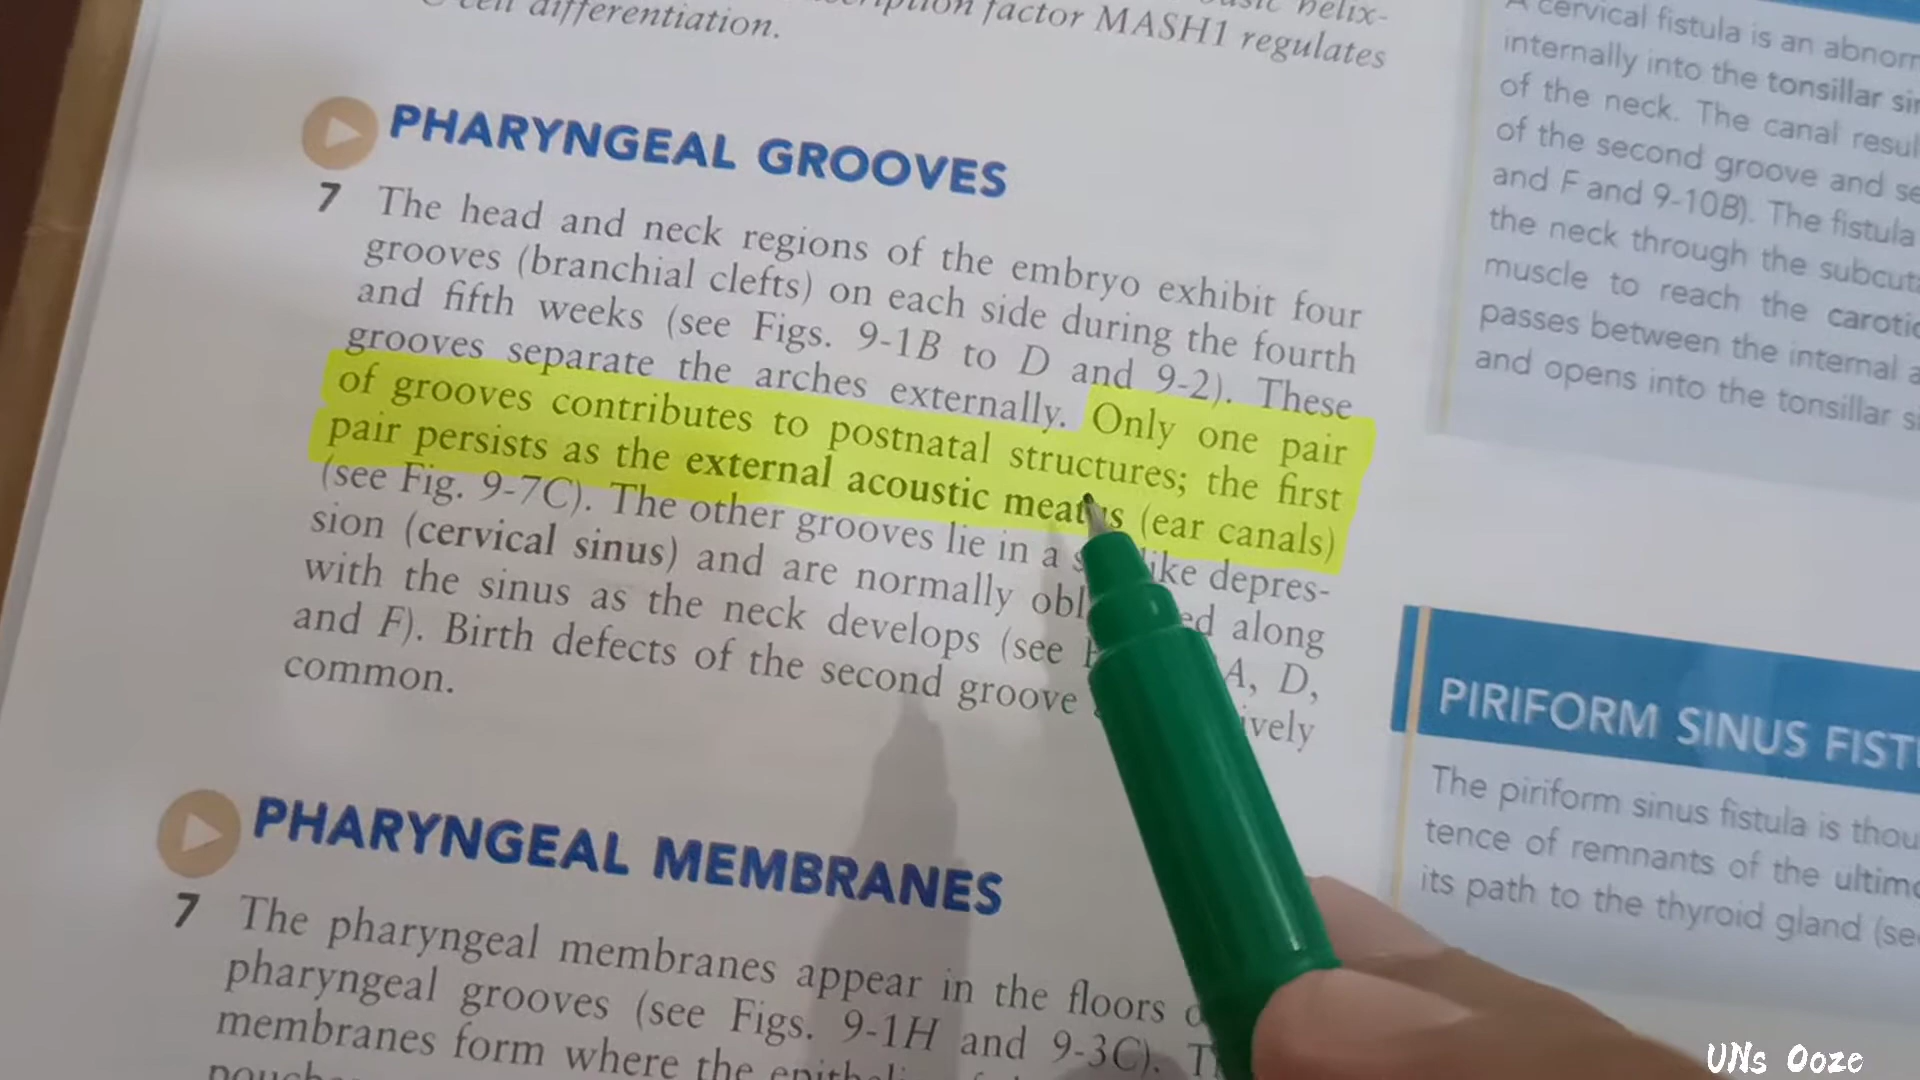 helix-
differentiation.
factor MASH1 regulates
PHARYNGEAL GROOVES
7 The head and neck regions of the embryo exhibit four
grooves (branchial clefts) on each side during the fourth
and fifth weeks (see Figs. 9-1B to D and 9-2). These
grooves separate the arches externally. Only one pair
of grooves contributes to postnatal structures; the first
pair persists as the external acoustic meatus (ear canals)
(see Fig. 9-7C). The other grooves lie in a depres-
sion (cervical sinus) and are normally along
with the sinus as the neck develops (see A, D,
and F). Birth defects of the second groove
common.
PHARYNGEAL MEMBRANES
7 The pharyngeal membranes appear in the floors
pharyngeal grooves (see Figs. 9-1H and 9-3C).
membranes form where the
A cervical fistula is an
internally into the tonsillar
of the neck. The canal
of the second groove and
and F and 9-10B). The fistula
the neck through the
muscle to reach the
passes between the internal
and opens into the tonsillar
PIRIFORM SINUS
The piriform sinus fistula is
tence of remnants of the
its path to the thyroid gland
UNs Ooze